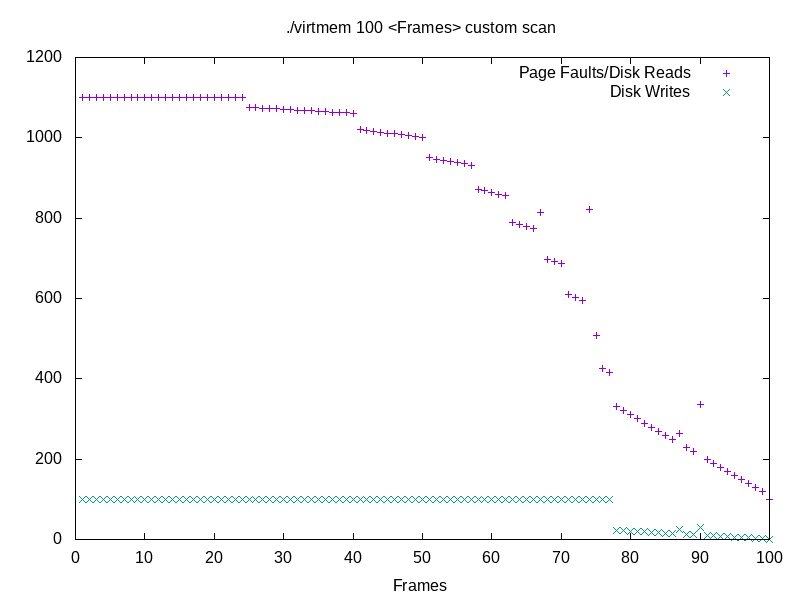 ./virtmem 100 <Frames> custom scan
1200
1000
800
600
400
200
0
Page Faults/Disk Reads
Disk Writes
0 10 20 30 40 50 60 70 80 90 100
Frames